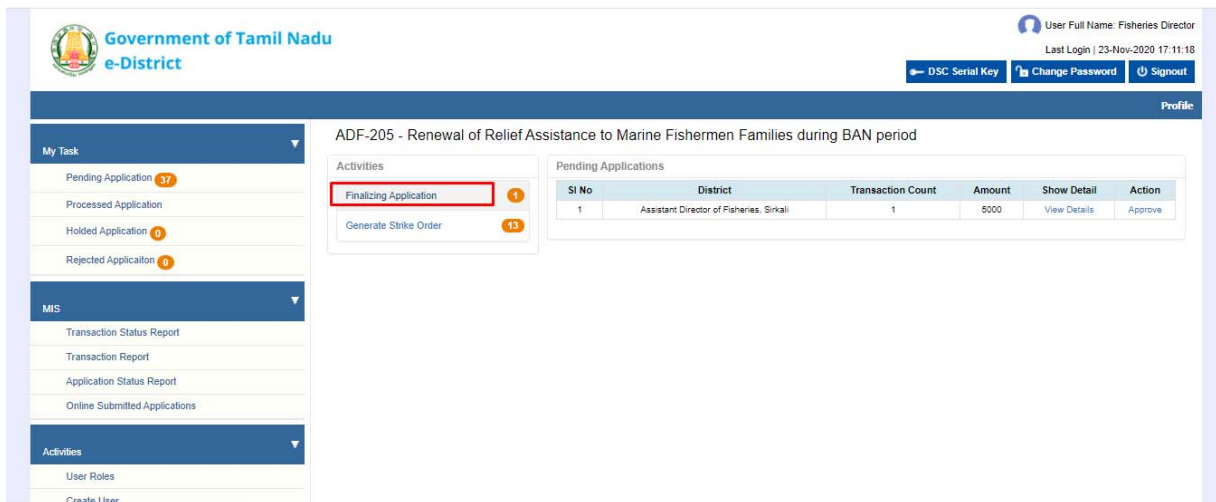 Government of Tamil Nadu
e-District
User Full Name: Fisheries Director
Last Login | 23-Nov-2020 17:11:18
DSC Serial Key Change Password Signout
Profile
My Task
Pending Application 37
Processed Application
Holded Application 0
Rejected Applicaiton 0
MIS
Transaction Status Report
Transaction Report
Application Status Report
Online Submitted Applications
Activities
User Roles
Create User
ADF-205 - Renewal of Relief Assistance to Marine Fishermen Families during BAN period
Activities
Finalizing Application 1
Generate Strike Order 13
Pending Applications
Sl No District Transaction Count Amount Show Detail Action
1 Assistant Director of Fisheries, Sirkali 1 5000 View Details Approve